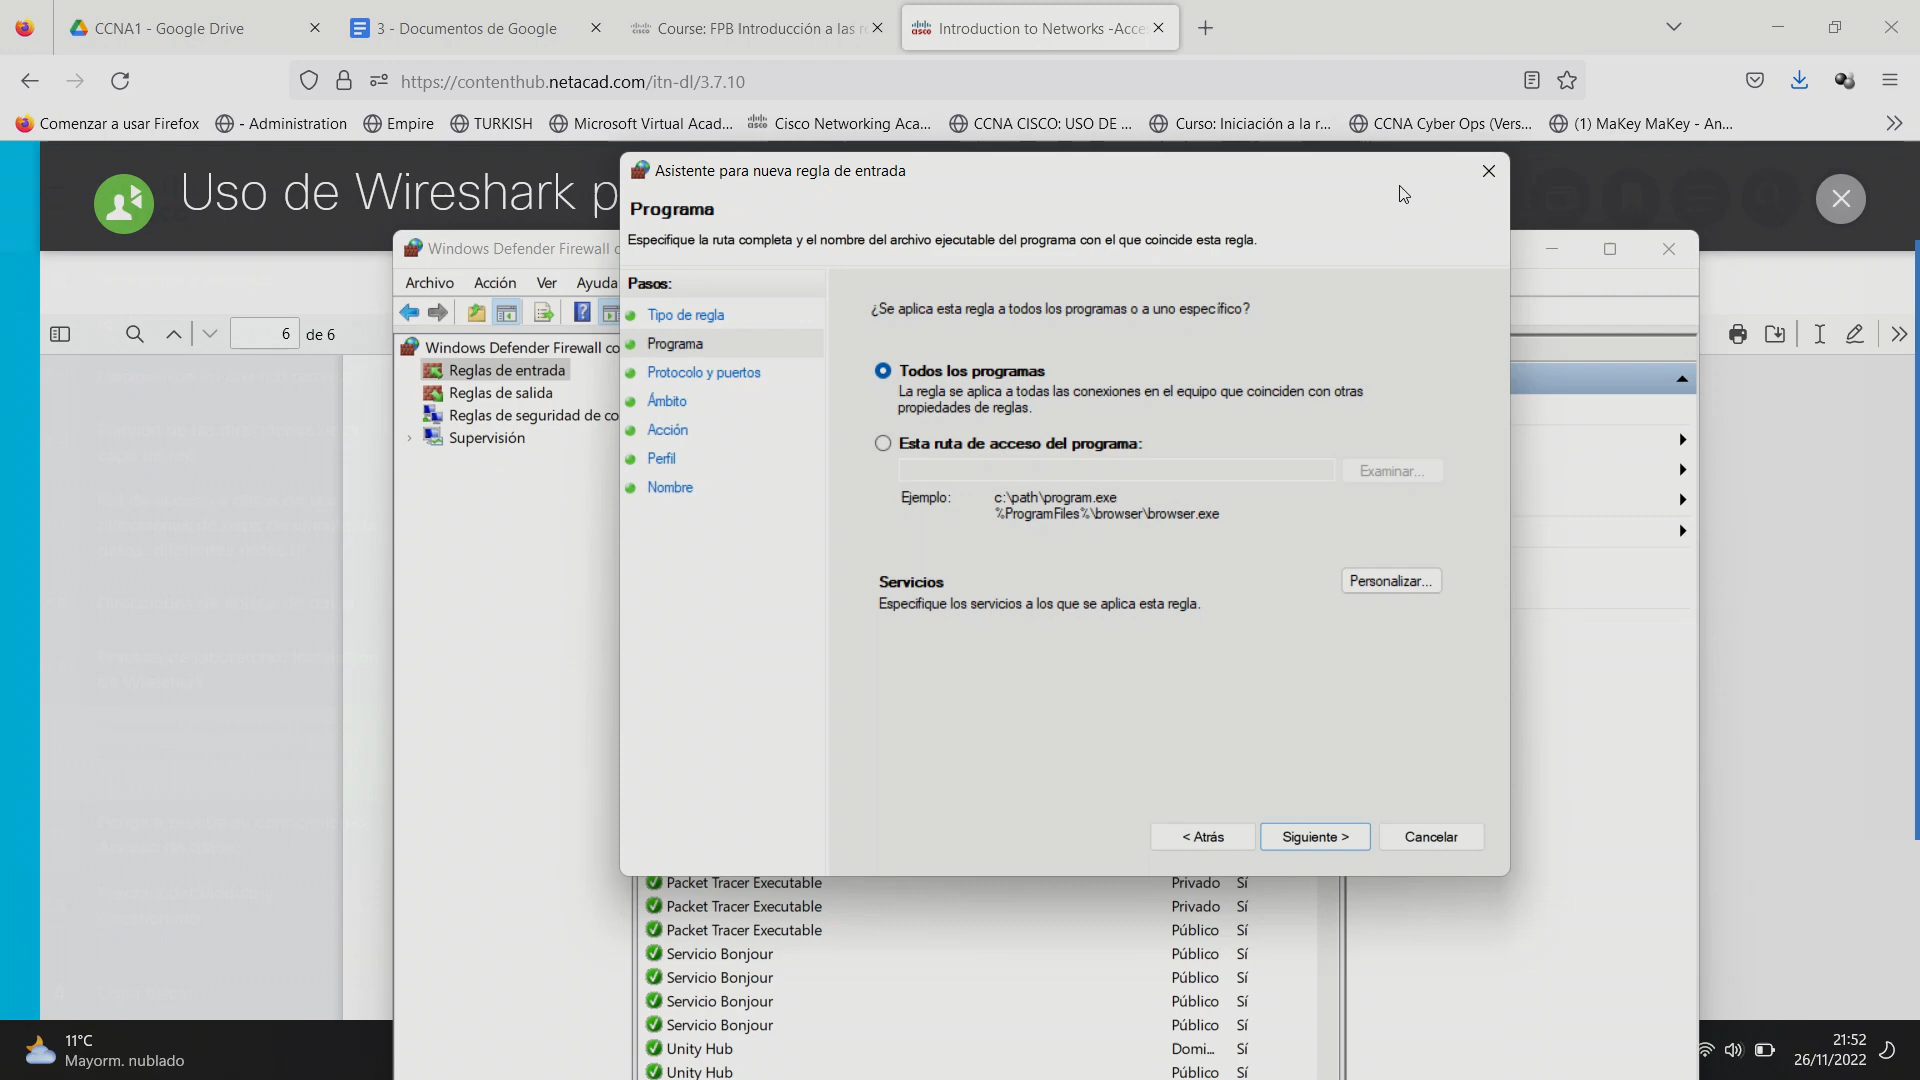 CCNA1 - Google Drive
3 - Documentos de Google
Course: FPB Introducción a las r
Introduction to Networks -Acce
https://contenthub.netacad.com/itn-dl/3.7.10
Comenzar a usar Firefox
- Administration
Empire
TURKISH
Microsoft Virtual Acad...
Cisco Networking Aca...
CCNA CISCO: USO DE ...
Curso: Iniciación a la r...
CCNA Cyber Ops (Vers...
(1) MaKey MaKey - An...
Uso de Wireshark p
Asistente para nueva regla de entrada
Programa
Especifique la ruta completa y el nombre del archivo ejecutable del programa con el que coincide esta regla.
Windows Defender Firewall c
Archivo Acción Ver Ayuda
6 de 6
Windows Defender Firewall co
Reglas de entrada
Reglas de salida
Reglas de seguridad de co
Supervisión
Pasos:
Tipo de regla
Programa
Protocolo y puertos
Ámbito
Acción
Perfil
Nombre
¿Se aplica esta regla a todos los programas o a uno específico?
Todos los programas
La regla se aplica a todas las conexiones en el equipo que coinciden con otras
propiedades de reglas.
Esta ruta de acceso del programa:
Examinar...
Ejemplo: c:\path\program.exe
%ProgramFiles%\browser\browser.exe
Servicios
Personalizar...
Especifique los servicios a los que se aplica esta regla.
< Atrás
Siguiente >
Cancelar
Packet Tracer Executable Privado Sí
Packet Tracer Executable Privado Sí
Packet Tracer Executable Público Sí
Servicio Bonjour Público Sí
Servicio Bonjour Público Sí
Servicio Bonjour Público Sí
Servicio Bonjour Público Sí
Unity Hub Domi... Sí
Unity Hub Público Sí
11°C
Mayorm. nublado
21:52
26/11/2022